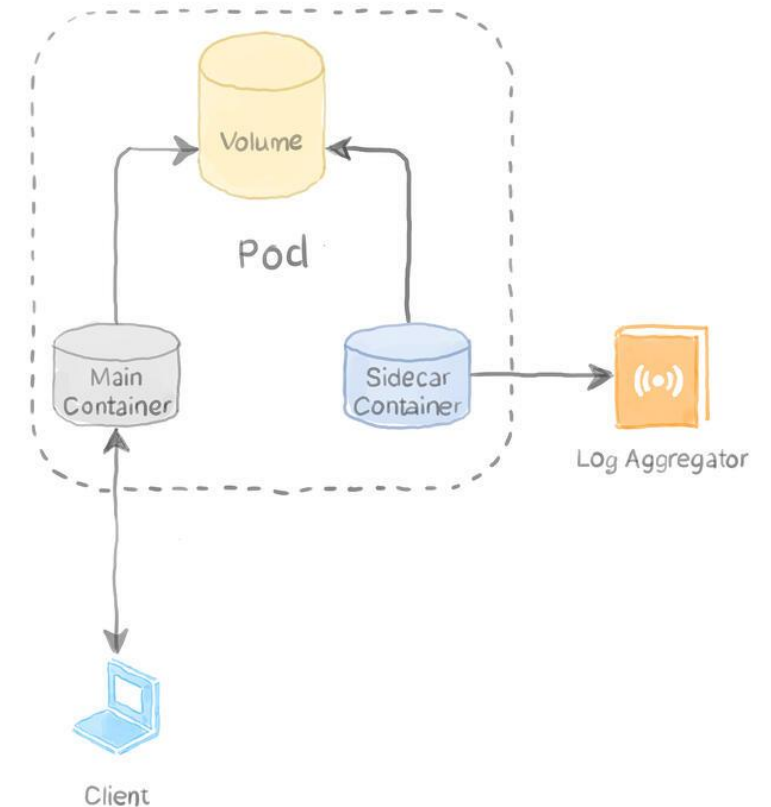 Volume
Pod
Main
Container
Sidecar
Container
Log Aggregator
Client